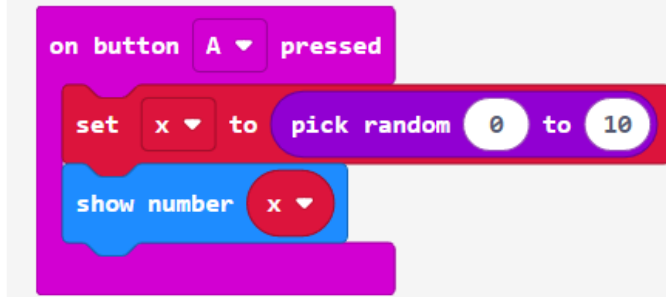 on button A pressed
set x to pick random 0 to 10
show number x